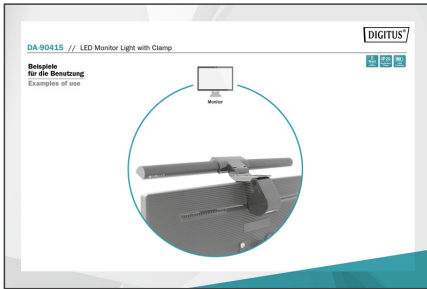 DIGITUS®
DA-90415 // LED Monitor Light with Clamp
Beispiele
für die Benutzung
Examples of use
Monitor